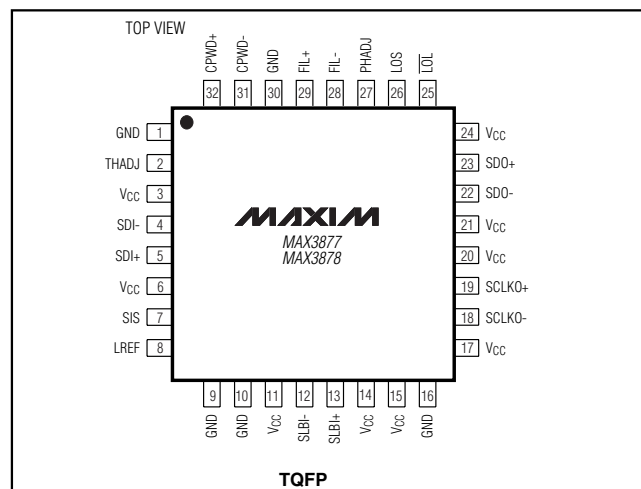 TOP VIEW
CPWD+
CPWD-
GND
FIL+
FIL-
PHADJ
LOS
LOL
32
31
30
29
28
27
26
25
GND 1
THADJ 2
VCC 3
SDI- 4
SDI+ 5
VCC 6
SIS 7
LREF 8
MAXIM
MAX3877
MAX3878
24 VCC
23 SDO+
22 SDO-
21 VCC
20 VCC
19 SCLKO+
18 SCLKO-
17 VCC
9
10
11
12
13
14
15
16
GND
GND
VCC
SLBI-
SLBI+
VCC
VCC
GND
TQFP